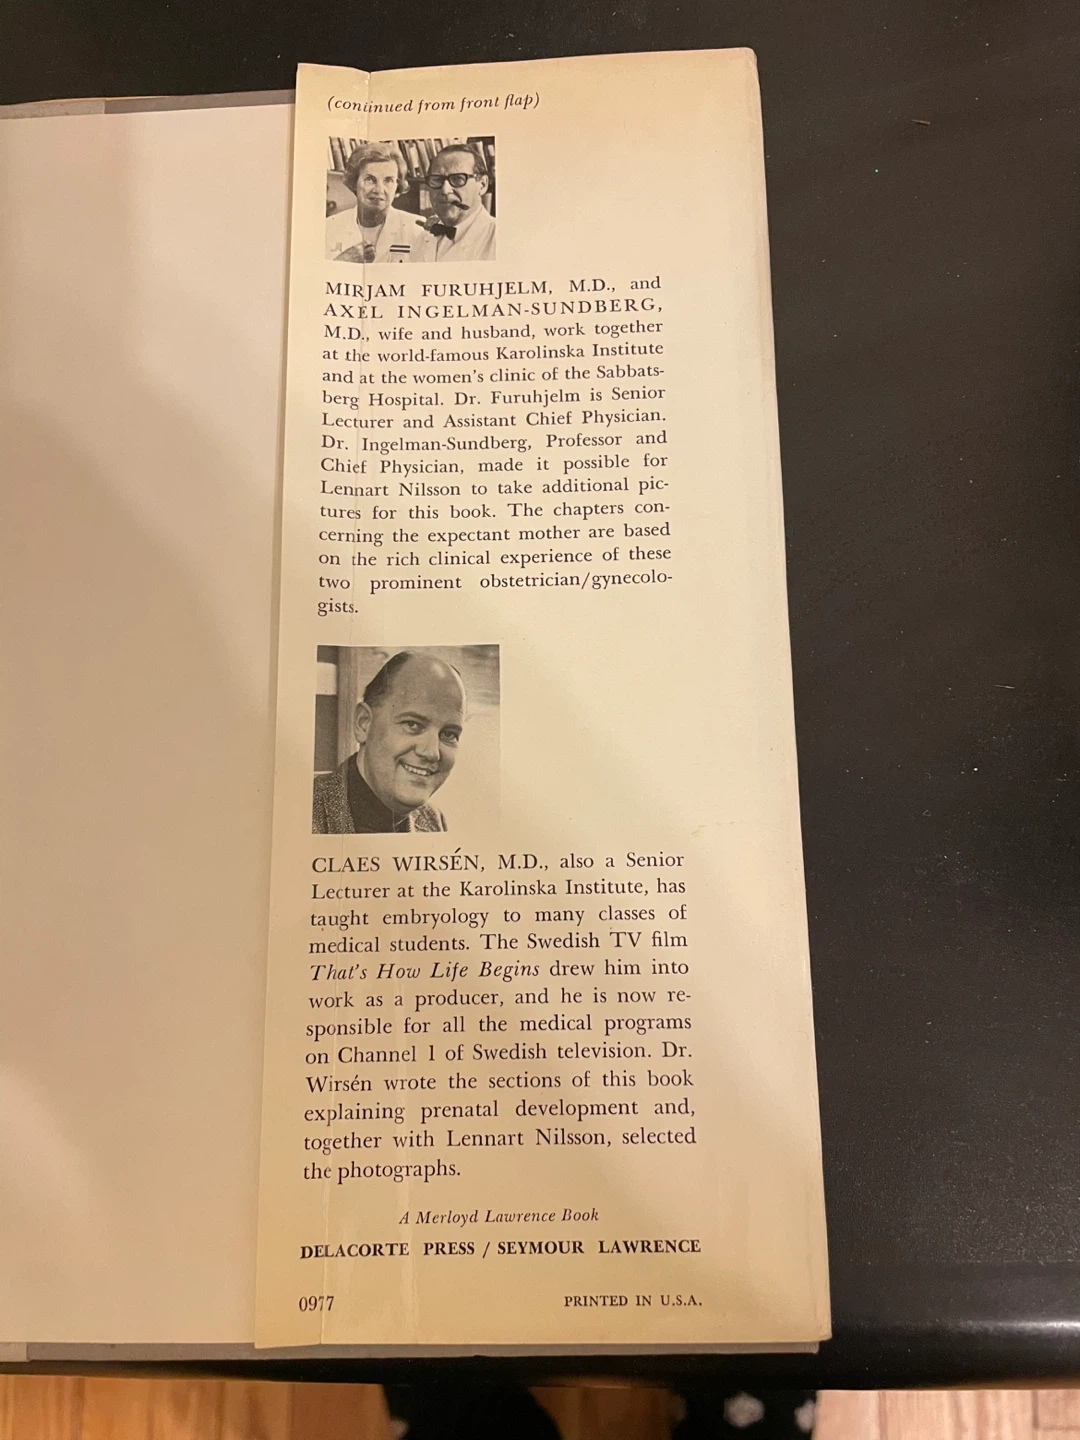 (continued from front flap)
MIRJAM FURUHJELM, M.D., and
AXEL INGELMAN-SUNDBERG,
M.D., wife and husband, work together
at the world-famous Karolinska Institute
and at the women's clinic of the Sabbats-
berg Hospital. Dr. Furuhjelm is Senior
Lecturer and Assistant Chief Physician.
Dr. Ingelman-Sundberg, Professor and
Chief Physician, made it possible for
Lennart Nilsson to take additional pic-
tures for this book. The chapters con-
cerning the expectant mother are based
on the rich clinical experience of these
two prominent obstetrician/gynecolo-
gists.
CLAES WIRSÉN, M.D., also a Senior
Lecturer at the Karolinska Institute, has
taught embryology to many classes of
medical students. The Swedish TV film
That's How Life Begins drew him into
work as a producer, and he is now re-
sponsible for all the medical programs
on Channel 1 of Swedish television. Dr.
Wirsén wrote the sections of this book
explaining prenatal development and,
together with Lennart Nilsson, selected
the photographs.
A Merloyd Lawrence Book
DELACORTE PRESS / SEYMOUR LAWRENCE
0977 PRINTED IN U.S.A.